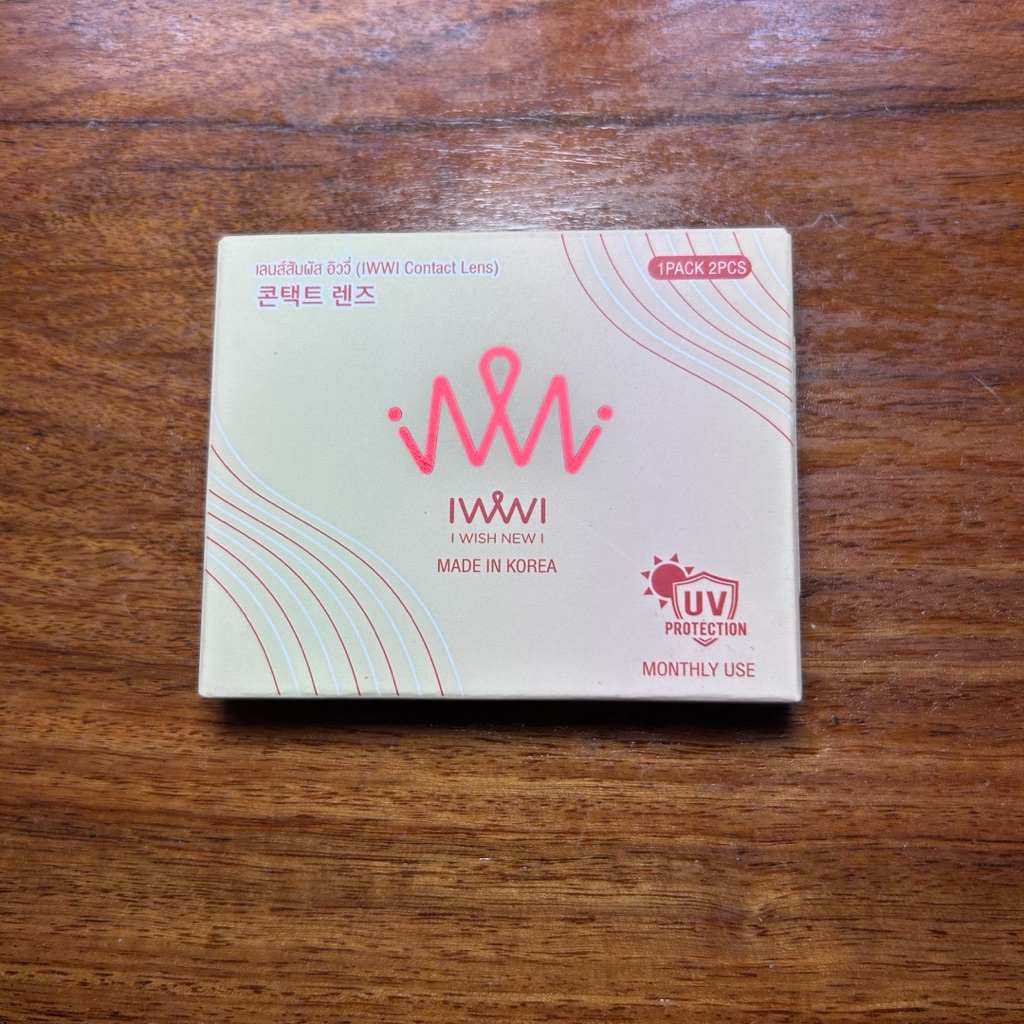 เลนส์สัมผัส อิววี่ (IWWI Contact Lens)
콘택트 렌즈
1PACK 2PCS
IWWI
IWWI
I WISH NEW I
MADE IN KOREA
UV
PROTECTION
MONTHLY USE